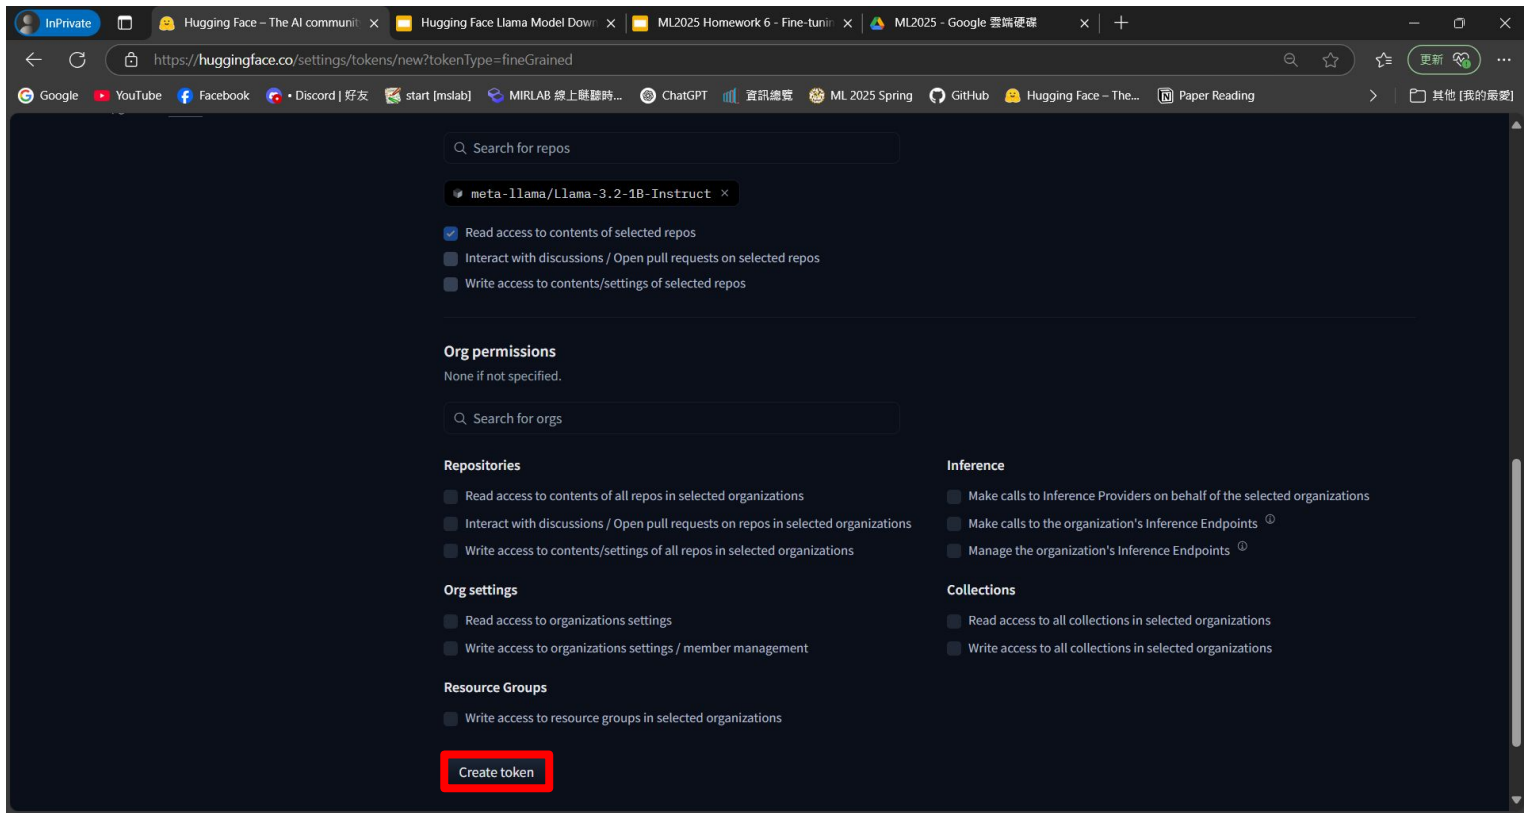 InPrivate
Hugging Face – The AI communit
Hugging Face Llama Model Down
ML2025 Homework 6 - Fine-tunin
ML2025 - Google 雲端硬碟
https://huggingface.co/settings/tokens/new?tokenType=fineGrained
更新
Google
YouTube
Facebook
• Discord | 好友
start [mslab]
MIRLAB 線上聽聽時...
ChatGPT
資訊總覽
ML 2025 Spring
GitHub
Hugging Face – The...
Paper Reading
其他 [我的最愛]
Search for repos
meta-llama/Llama-3.2-1B-Instruct
Read access to contents of selected repos
Interact with discussions / Open pull requests on selected repos
Write access to contents/settings of selected repos
Org permissions
None if not specified.
Search for orgs
Repositories
Read access to contents of all repos in selected organizations
Interact with discussions / Open pull requests on repos in selected organizations
Write access to contents/settings of all repos in selected organizations
Inference
Make calls to Inference Providers on behalf of the selected organizations
Make calls to the organization's Inference Endpoints
Manage the organization's Inference Endpoints
Org settings
Read access to organizations settings
Write access to organizations settings / member management
Collections
Read access to all collections in selected organizations
Write access to all collections in selected organizations
Resource Groups
Write access to resource groups in selected organizations
Create token